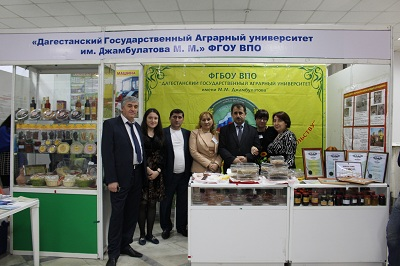 «Дагестанский Государственный Аграрный университет
им. Джамбулатова М. М.» ФГОУ ВПО
ФГБОУ ВПО
ДАГЕСТАНСКИЙ ГОСУДАРСТВЕННЫЙ АГРАРНЫЙ УНИВЕРСИТЕТ
имени М.М. Джамбулатова